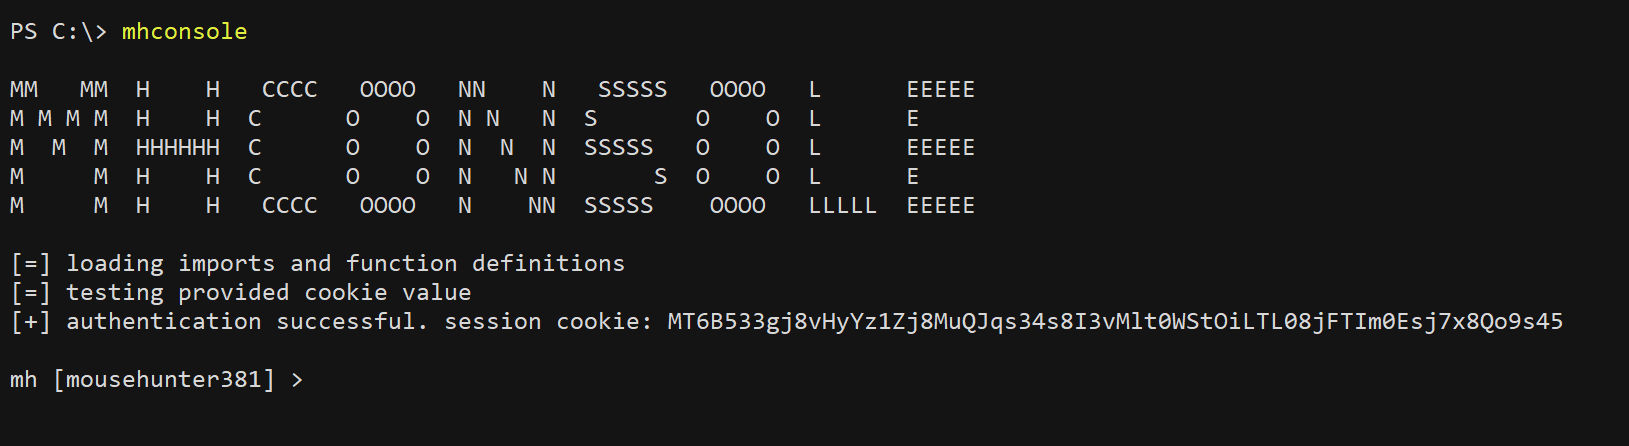 PS C:\> mhconsole
MM   MM  H    H   CCCC   OOOO   NN    N   SSSSS   OOOO   L      EEEEE
M M M M  H    H  C      O    O  N N   N  S       O    O  L      E
M  M  M  HHHHHH  C      O    O  N  N  N  SSSSS   O    O  L      EEEEE
M     M  H    H  C      O    O  N   N N       S  O    O  L      E
M     M  H    H   CCCC   OOOO   N    NN  SSSSS    OOOO   LLLLL  EEEEE
[=] loading imports and function definitions
[=] testing provided cookie value
[+] authentication successful. session cookie: MT6B533gj8vHyYz1Zj8MuQJqs34s8I3vMlt0WStOiLTL08jFTIm0Esj7x8Qo9s45
mh [mousehunter381] >